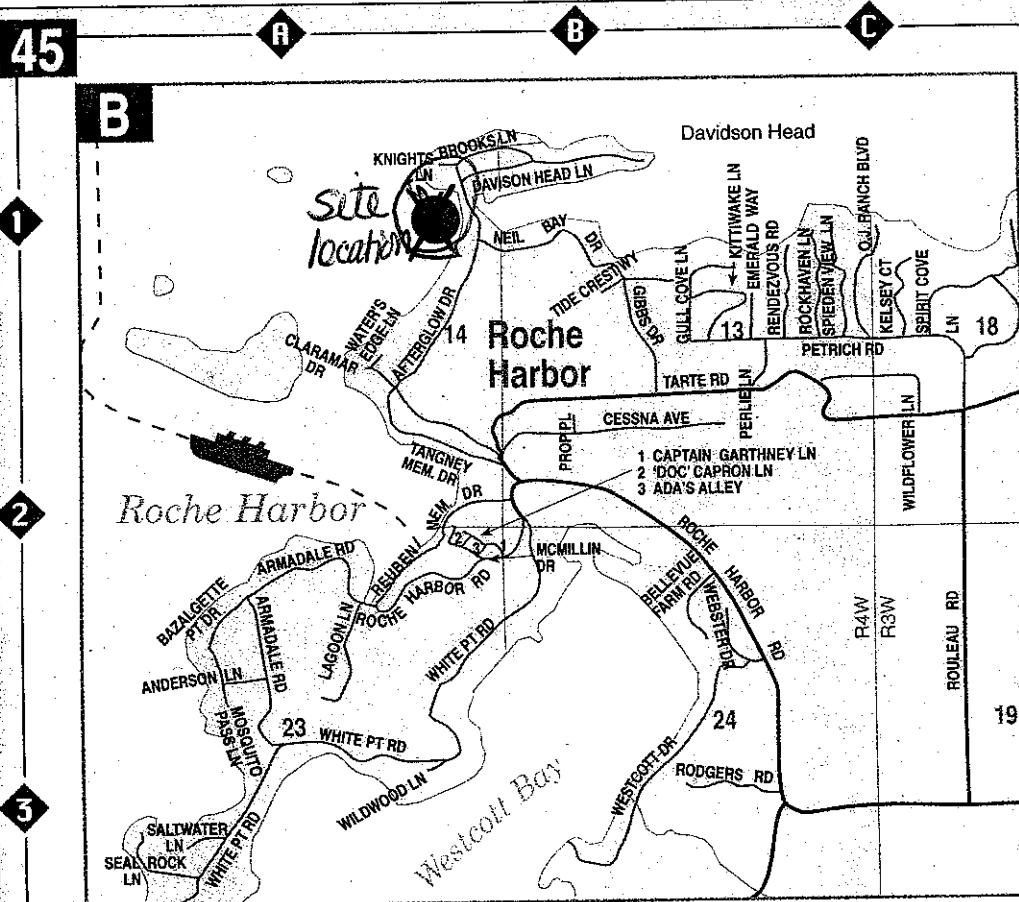 45
A
B
C
B
Davidson Head
KNIGHTS
LN
BROOKS LN
DAVISON HEAD LN
site
location
1
NEIL BAY DR
TIDE CREST WY
GIBBS DR
GULL COVE LN
KITTIWAKE LN
EMERALD WAY
RENDEZVOUS RD
ROCKHAVEN LN
SPIEDEN VIEW LN
O.J. RANCH BLVD
KELSEY CT
SPIRIT COVE
LN
18
13
PETRICH RD
WATER'S
EDGE LN
AFTERGLOW DR
14
CLARAMAR
DR
Roche
Harbor
TARTE RD
PERLIE LN
CESSNA AVE
PROP PL
WILDFLOWER LN
1 CAPTAIN GARTHNEY LN
2 'DOC' CAPRON LN
3 ADA'S ALLEY
TANGNEY
MEM. DR
2
Roche Harbor
REUBEN MEM. DR
2
3
MCMILLIN
DR
ROCHE HARBOR RD
ROCHE HARBOR RD
ARMADALE RD
BAZALGETTE
PT DR
ARMADALE RD
LAGOON LN
BELLEVUE
FARM RD
WEBSTER DR
R4W
R3W
ROULEAU RD
WHITE PT RD
ANDERSON LN
MOSQUITO
PASS LN
23
WHITE PT RD
24
19
WESTCOTT DR
RODGERS RD
WILDWOOD LN
Westcott Bay
3
SALTWATER
LN
SEAL ROCK
LN
WHITE PT RD